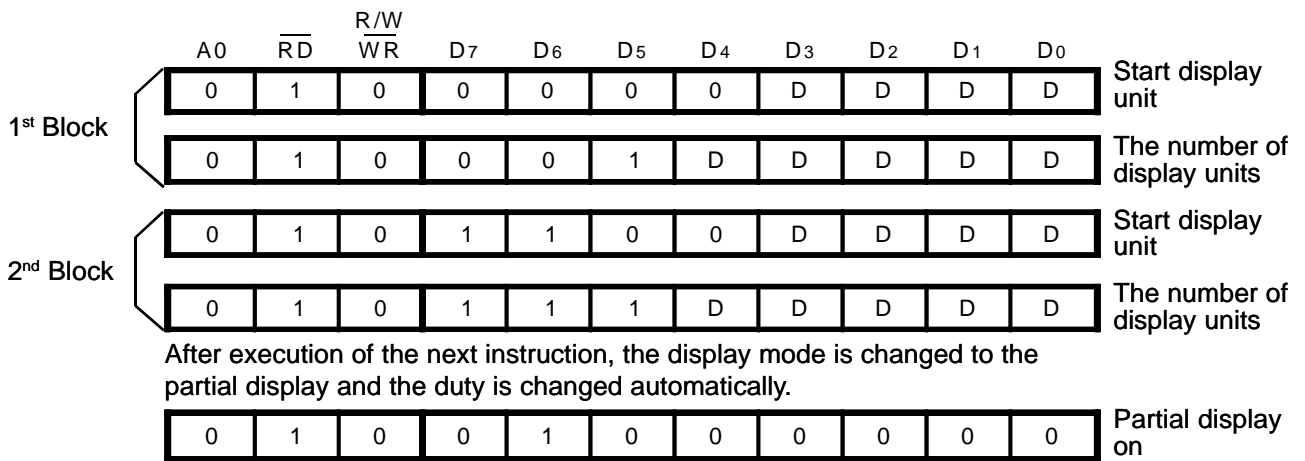 R/W
A0 RD WR D7 D6 D5 D4 D3 D2 D1 D0
0 1 0 0 0 0 0 D D D D Start display unit
1st Block
0 1 0 0 0 1 D D D D D The number of display units
0 1 0 1 1 0 0 D D D D Start display unit
2nd Block
0 1 0 1 1 1 D D D D D The number of display units
After execution of the next instruction, the display mode is changed to the
partial display and the duty is changed automatically.
0 1 0 0 1 0 0 0 0 0 0 Partial display on